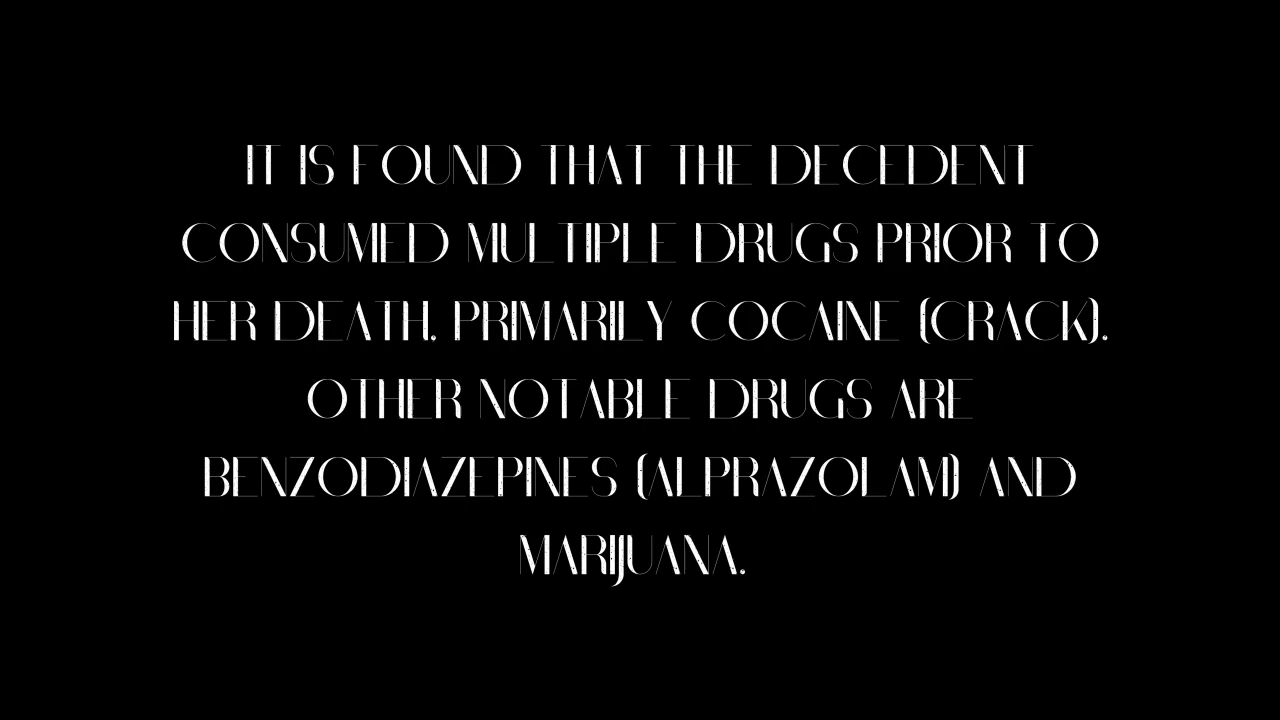 IT IS FOUND THAT THE DECEDENT
CONSUMED MULTIPLE DRUGS PRIOR TO
HER DEATH, PRIMARILY COCAINE (CRACK).
OTHER NOTABLE DRUGS ARE
BENZODIAZEPINES (ALPRAZOLAM) AND
MARIJUANA.